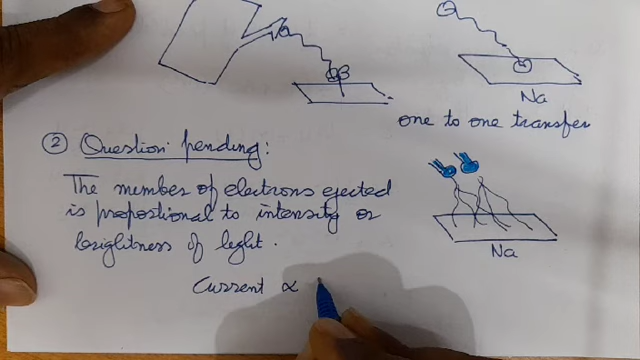 Na
one to one transfer
② Question pending:
The number of electrons ejected
is proportional to intensity or
brightness of light.
Na
Current ∝